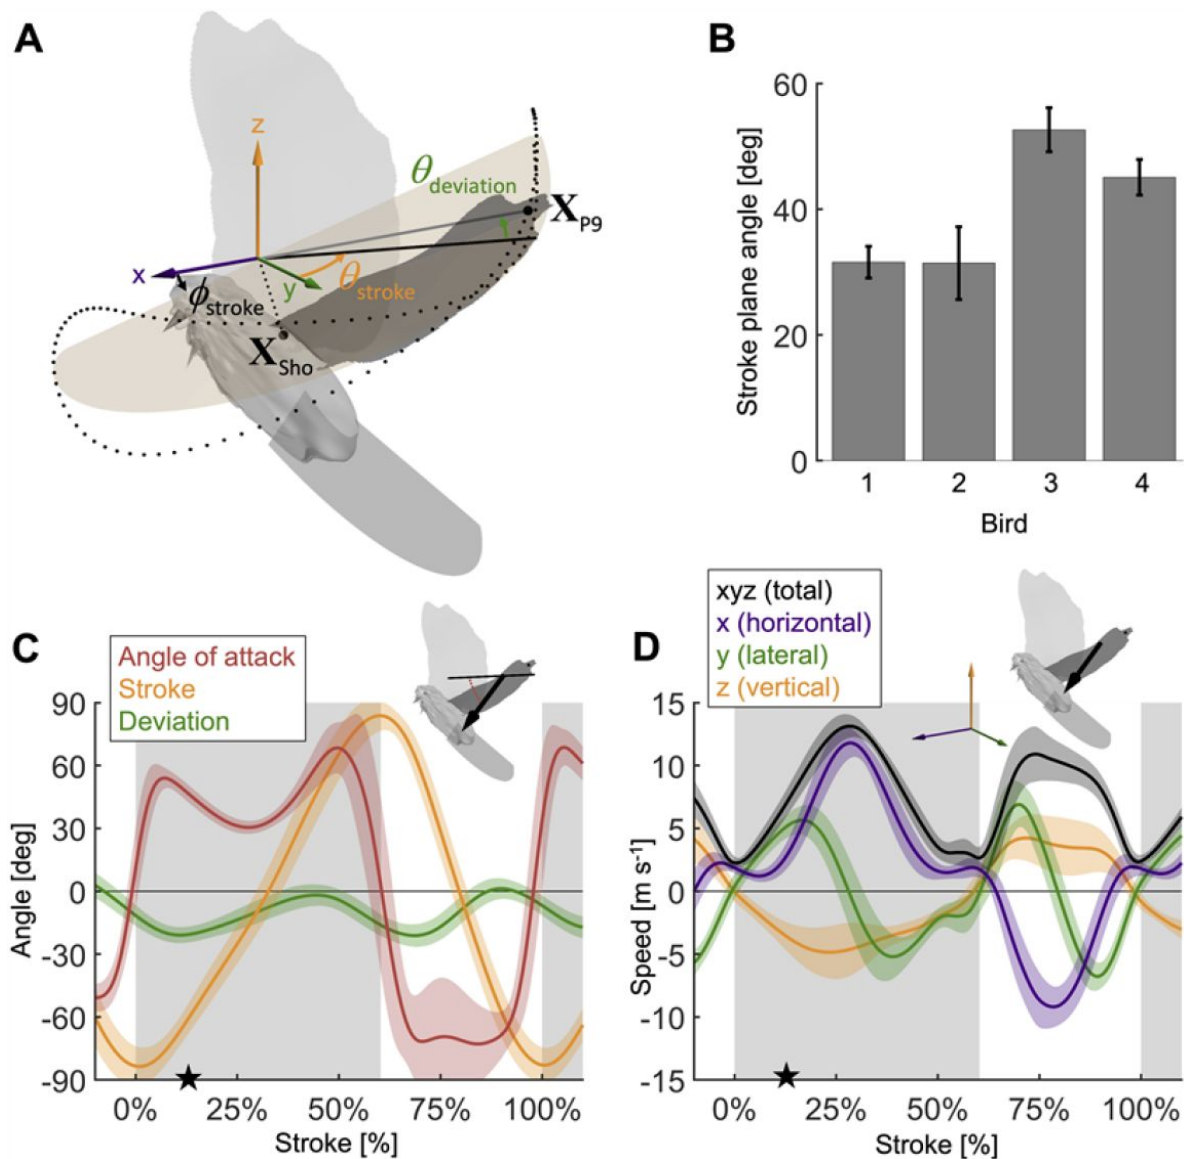 A
z
θdeviation
XP9
x
y
θstroke
ϕstroke
XSho
B
Stroke plane angle [deg]
60
40
20
0
1 2 3 4
Bird
C
Angle of attack
Stroke
Deviation
Angle [deg]
90
60
30
0
-30
-60
-90
★
0% 25% 50% 75% 100%
Stroke [%]
D
xyz (total)
x (horizontal)
y (lateral)
z (vertical)
Speed [m s-1]
15
10
5
0
-5
-10
-15
★
0% 25% 50% 75% 100%
Stroke [%]